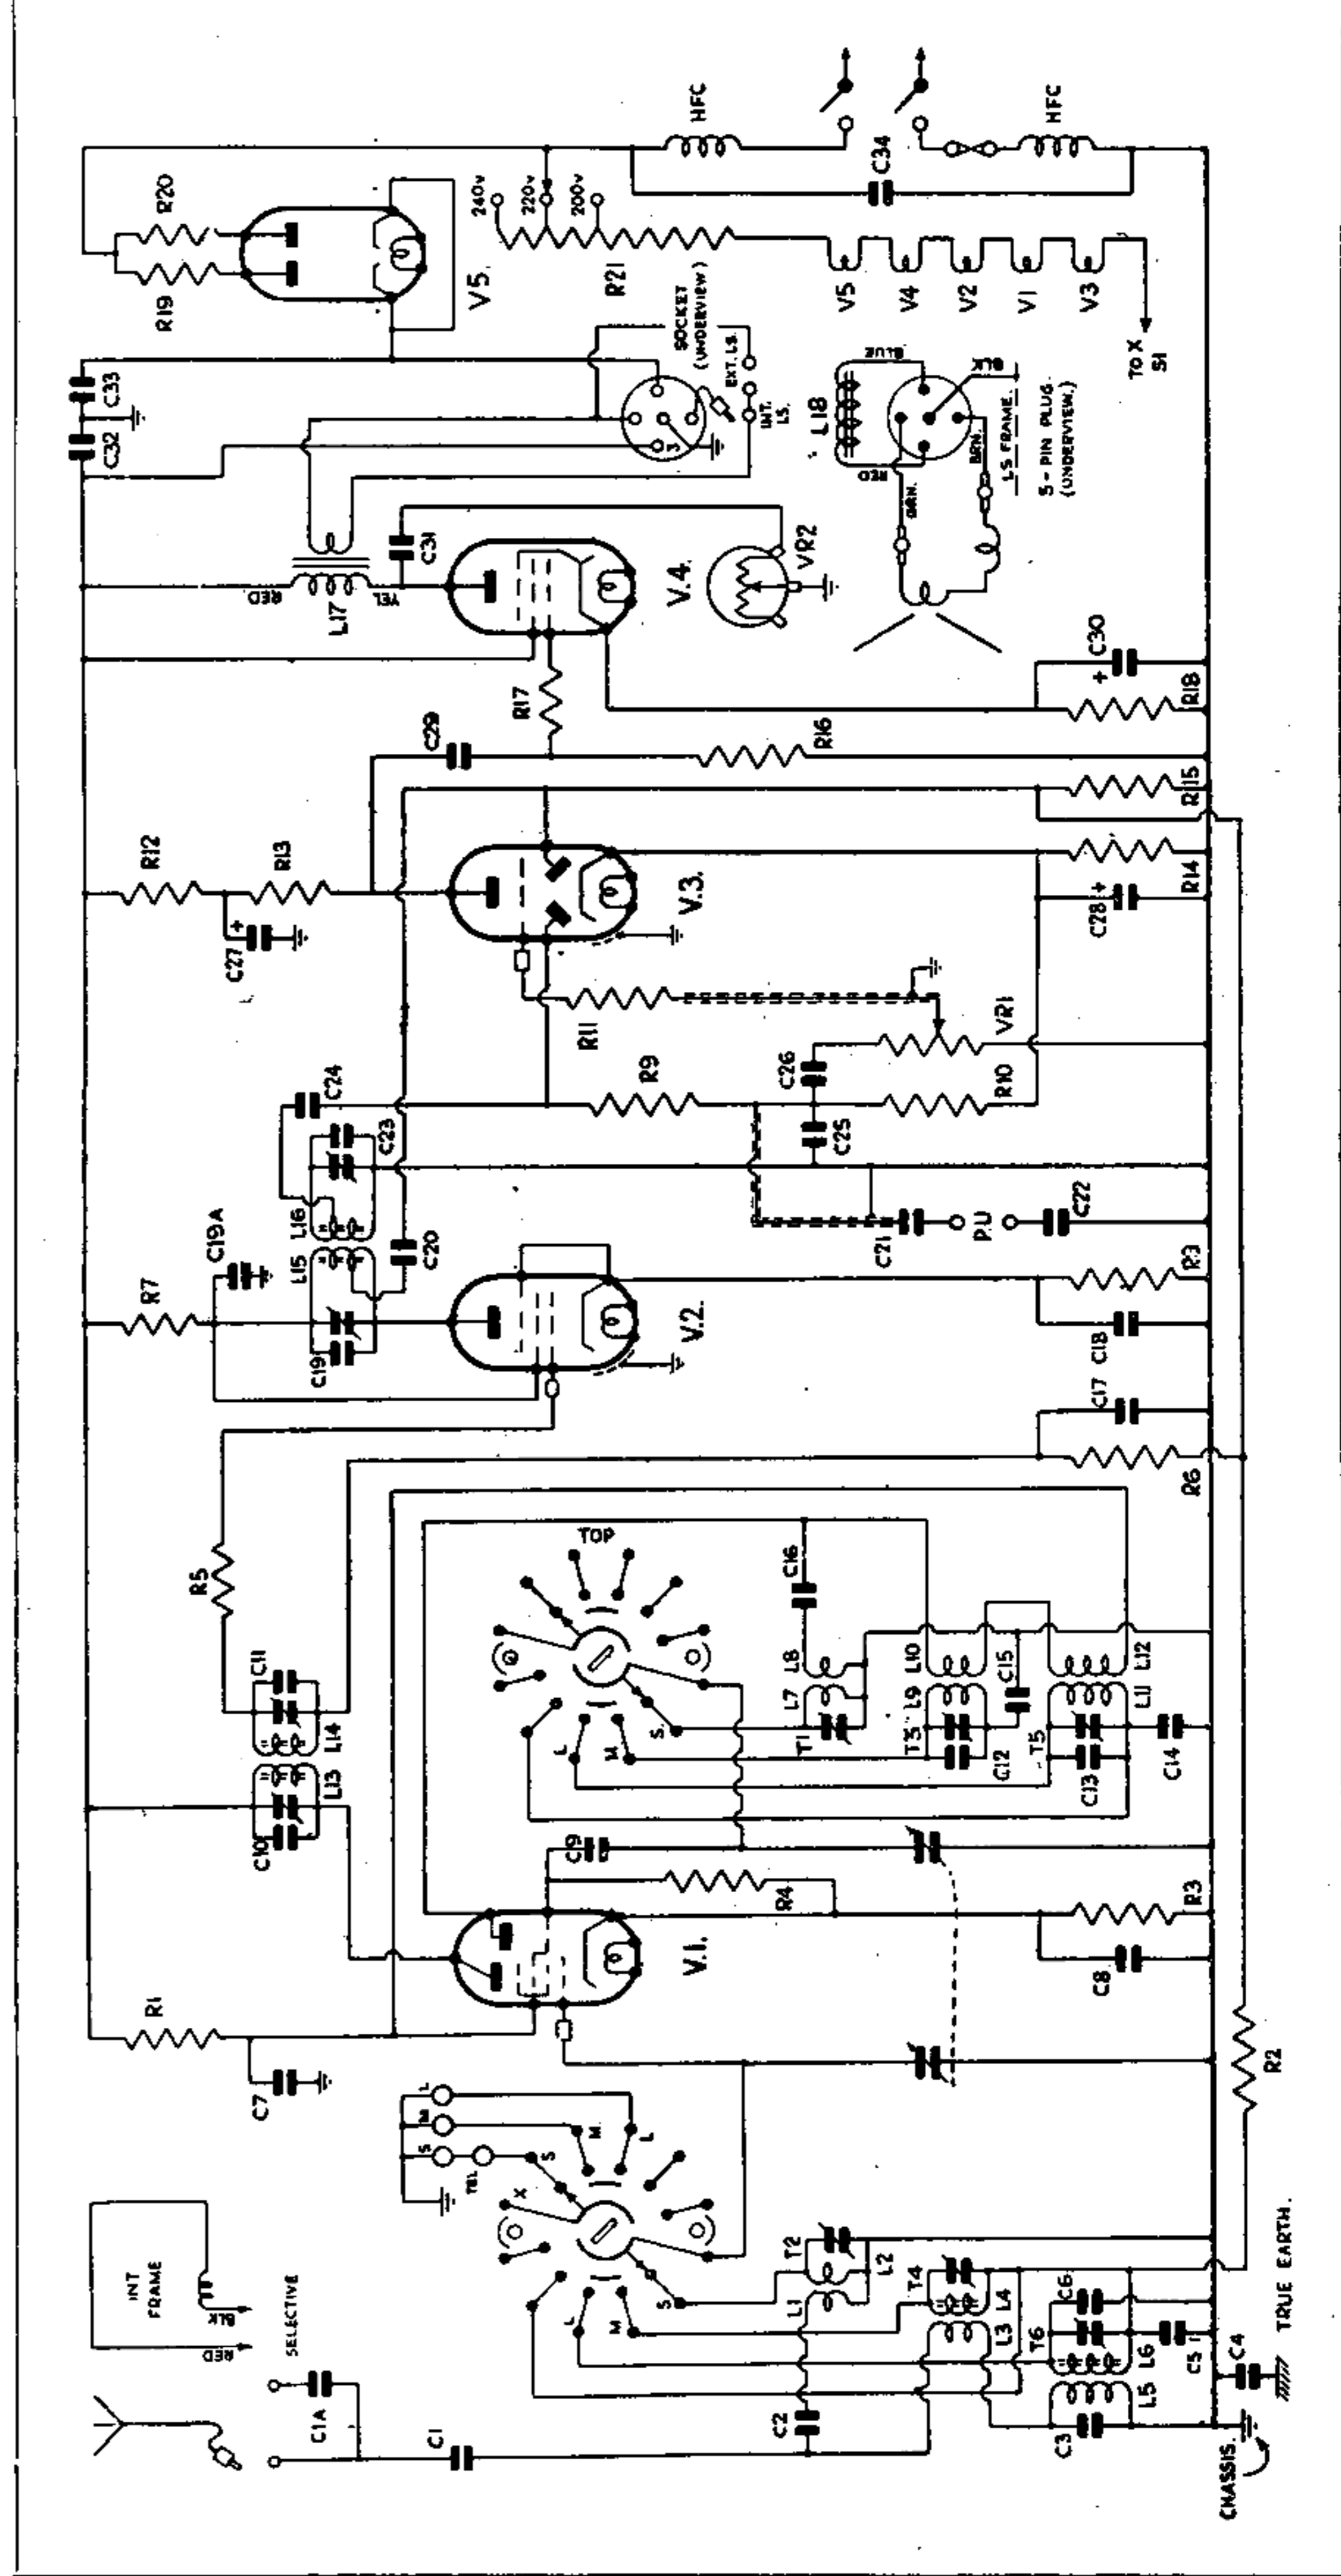 INT
FRAME
RED
BLK
SELECTIVE
C1A
C1
C2
C3
CHASSIS.
TRUE EARTH.
C4
C5
L5
L6
T6
C6
L3
L4
T4
L1
L2
T2
L
M
S
X
S
M
L
TEL
S
M
L
C7
R1
R2
V.1.
R3
C8
R4
C9
C10
L13
L14
C11
R5
L
M
S.
TOP
T1
L7
L8
C16
T3
L9
L10
C12
C15
T5
L11
L12
C13
C14
R6
C17
C18
R3
V.2.
R7
C19A
C19
L15
L16
C20
C23
C24
C21
P.U
C22
C25
C26
R9
R10
VR1
R11
V.3.
C27
+
R12
R13
C28
+
R14
R15
R16
C29
R17
R18
C30
+
V.4.
L17
RED
YEL
C31
VR2
C32
C33
3
SOCKET
(UNDERVIEW)
INT.
LS.
EXT. LS.
L18
RED
BLUE
GRN.
BRN.
BLK
LS FRAME.
5-PIN PLUG.
(UNDERVIEW.)
R19
R20
V5.
R21
240v
220v
200v
V5
V4
V2
V1
V3
TO X
S1
HFC
C34
HFC